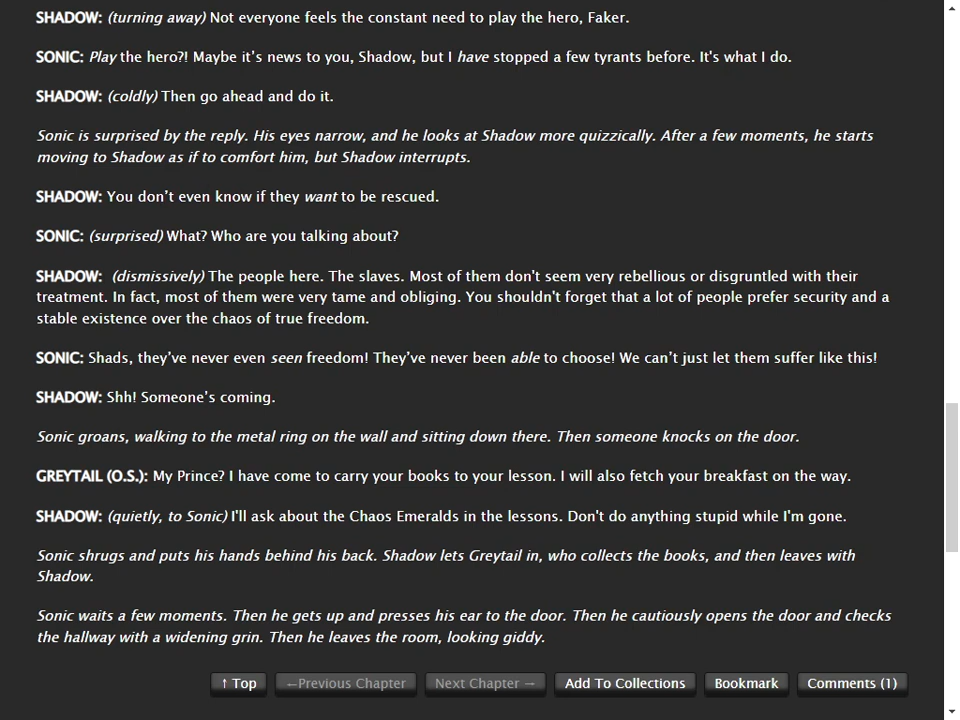 SHADOW: (turning away) Not everyone feels the constant need to play the hero, Faker.
SONIC: Play the hero?! Maybe it’s news to you, Shadow, but I have stopped a few tyrants before. It's what I do.
SHADOW: (coldly) Then go ahead and do it.
Sonic is surprised by the reply. His eyes narrow, and he looks at Shadow more quizzically. After a few moments, he starts
moving to Shadow as if to comfort him, but Shadow interrupts.
SHADOW: You don’t even know if they want to be rescued.
SONIC: (surprised) What? Who are you talking about?
SHADOW: (dismissively) The people here. The slaves. Most of them don't seem very rebellious or disgruntled with their
treatment. In fact, most of them were very tame and obliging. You shouldn't forget that a lot of people prefer security and a
stable existence over the chaos of true freedom.
SONIC: Shads, they’ve never even seen freedom! They’ve never been able to choose! We can’t just let them suffer like this!
SHADOW: Shh! Someone’s coming.
Sonic groans, walking to the metal ring on the wall and sitting down there. Then someone knocks on the door.
GREYTAIL (O.S.): My Prince? I have come to carry your books to your lesson. I will also fetch your breakfast on the way.
SHADOW: (quietly, to Sonic) I'll ask about the Chaos Emeralds in the lessons. Don't do anything stupid while I'm gone.
Sonic shrugs and puts his hands behind his back. Shadow lets Greytail in, who collects the books, and then leaves with
Shadow.
Sonic waits a few moments. Then he gets up and presses his ear to the door. Then he cautiously opens the door and checks
the hallway with a widening grin. Then he leaves the room, looking giddy.
↑ Top ←Previous Chapter Next Chapter → Add To Collections Bookmark Comments (1)